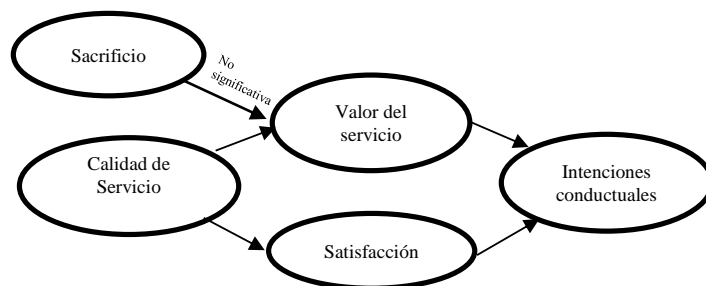 Sacrificio
No
significativa
Valor del
servicio
Calidad de
Servicio
Intenciones
conductuales
Satisfacción